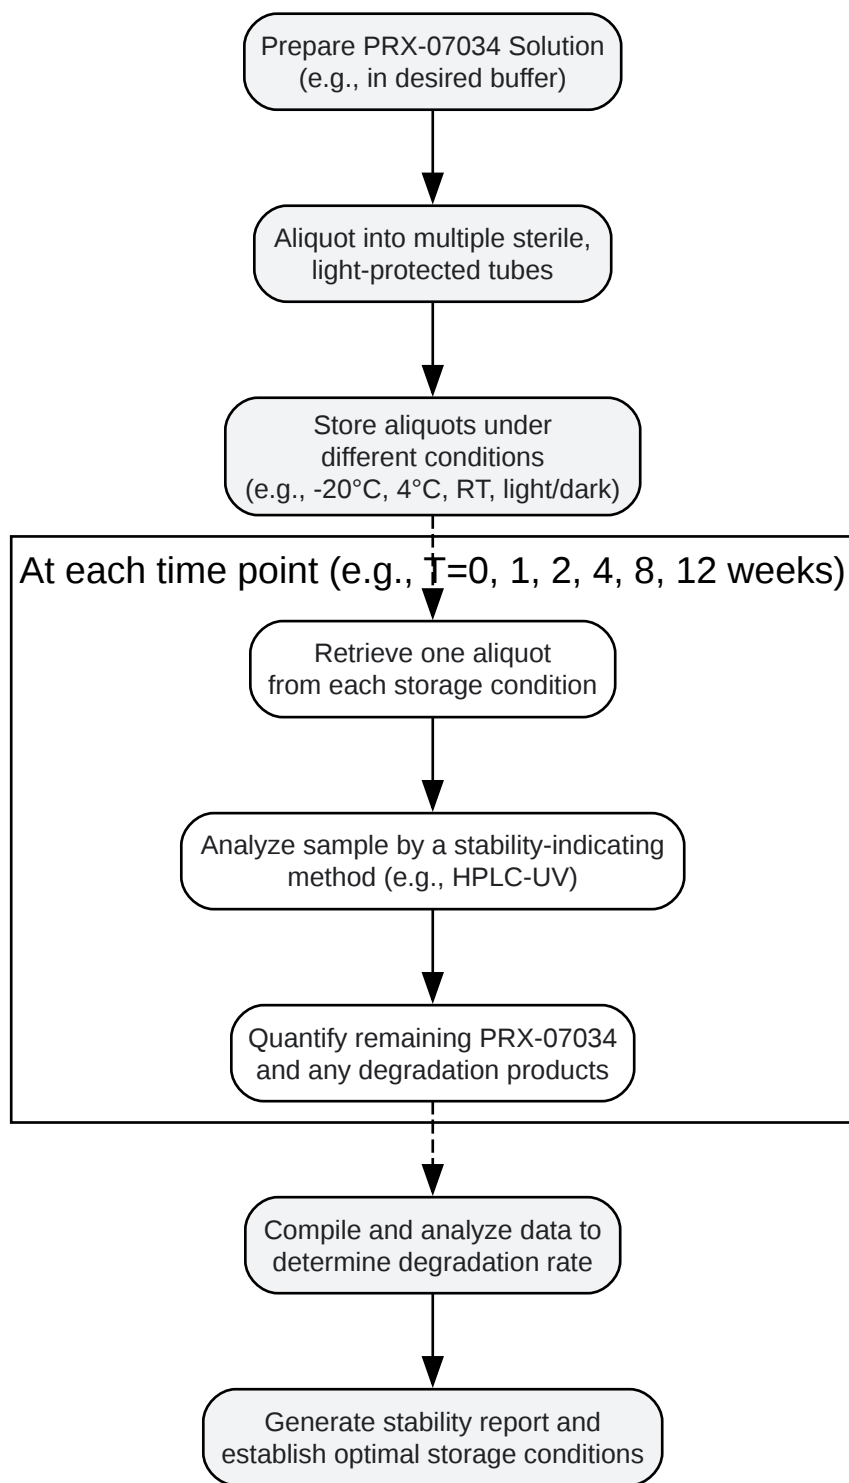 Prepare PRX-07034 Solution
(e.g., in desired buffer)
Aliquot into multiple sterile,
light-protected tubes
Store aliquots under
different conditions
(e.g., -20°C, 4°C, RT, light/dark)
At each time point (e.g., T=0, 1, 2, 4, 8, 12 weeks)
Retrieve one aliquot
from each storage condition
Analyze sample by a stability-indicating
method (e.g., HPLC-UV)
Quantify remaining PRX-07034
and any degradation products
Compile and analyze data to
determine degradation rate
Generate stability report and
establish optimal storage conditions